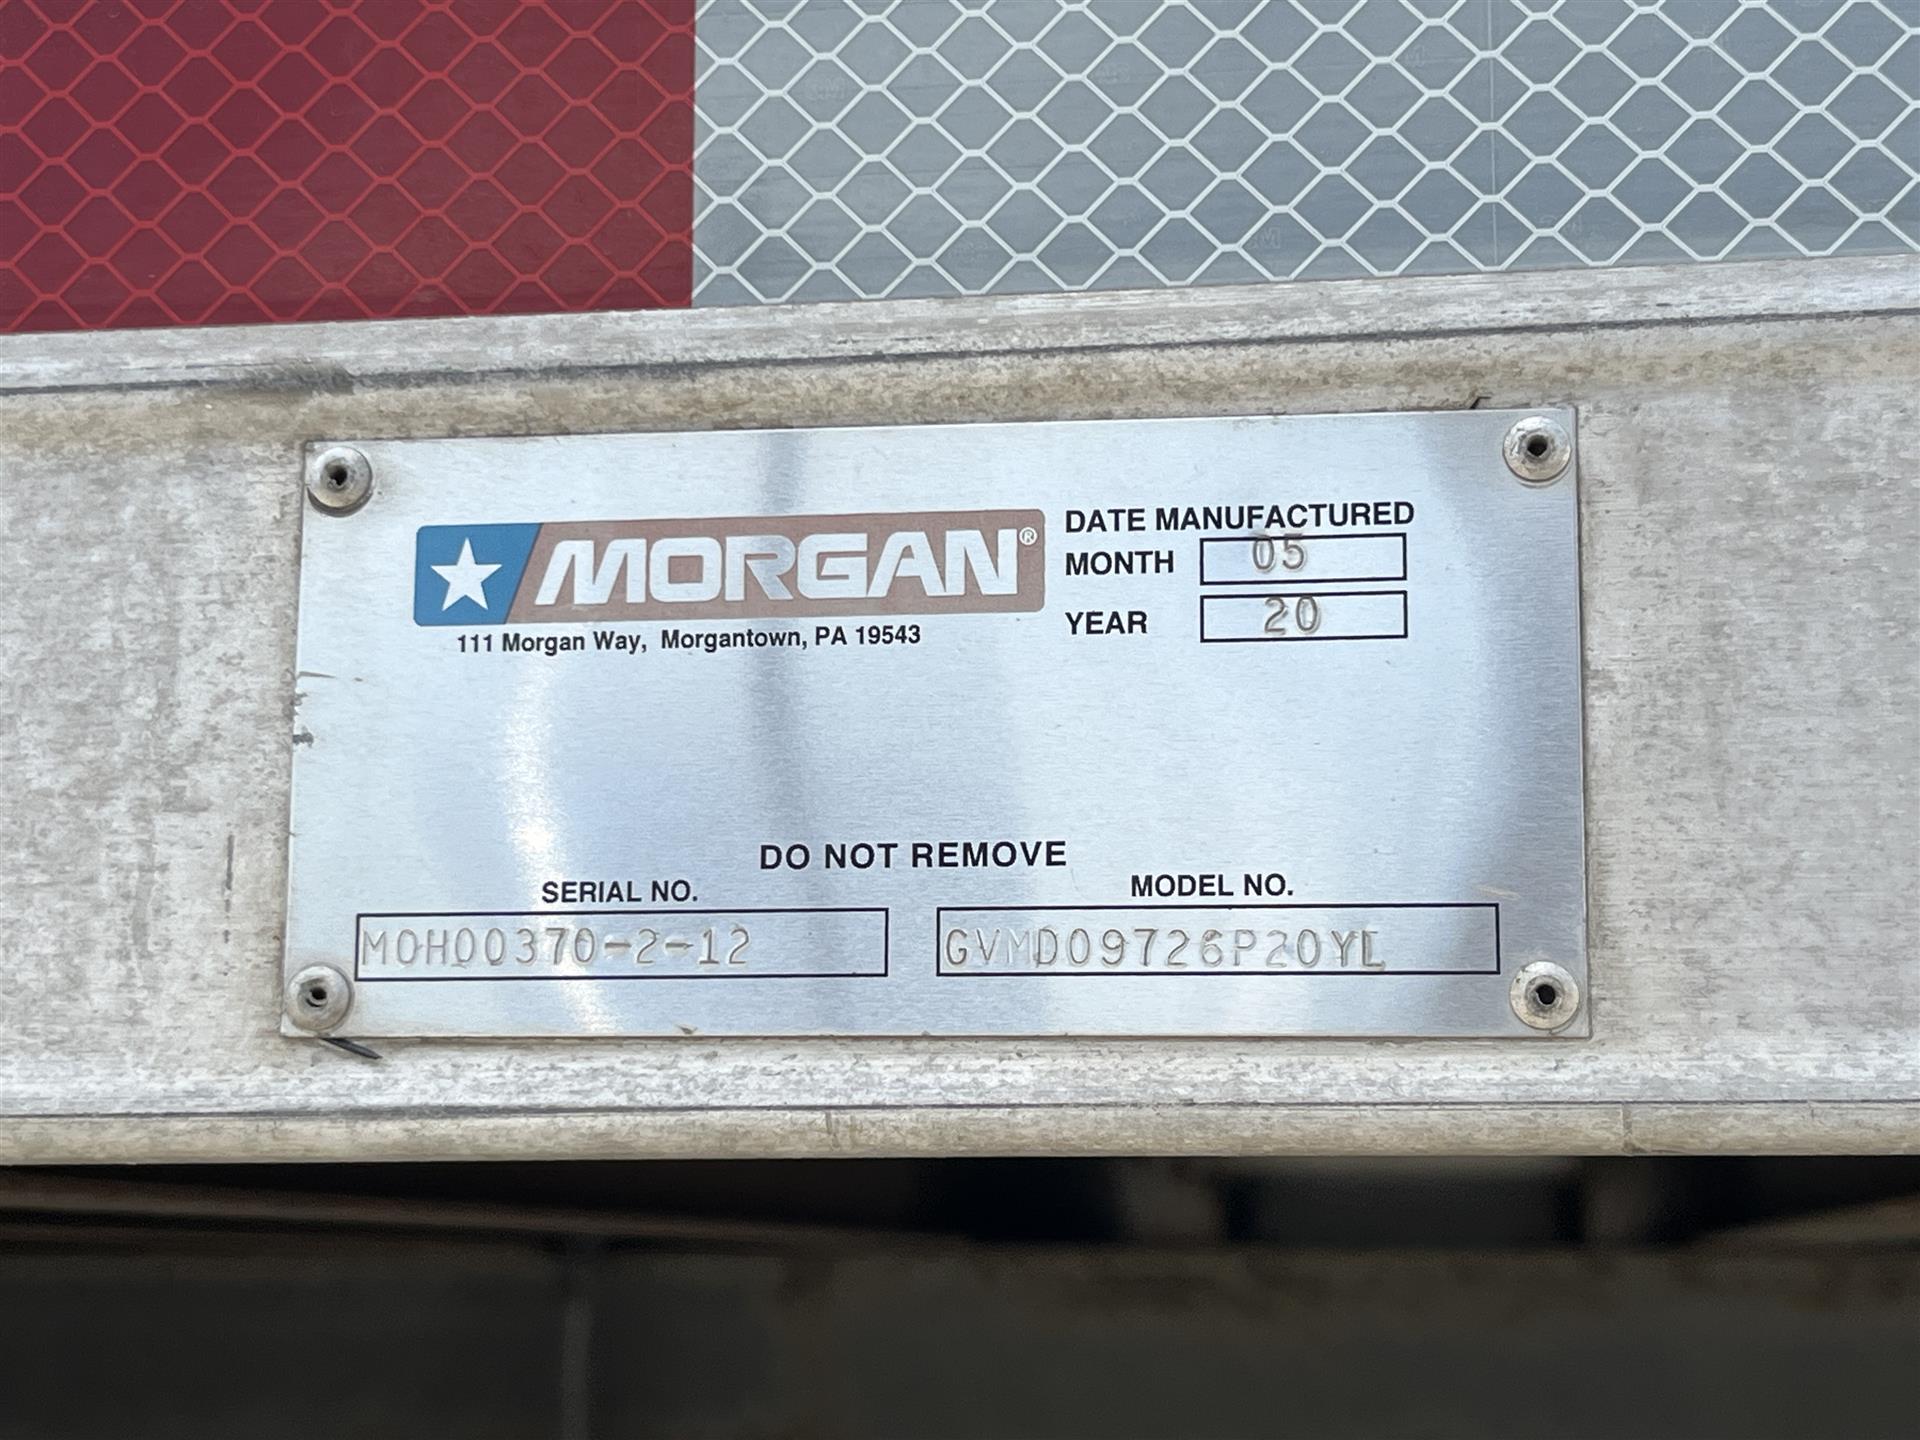 MORGAN®
111 Morgan Way, Morgantown, PA 19543
DATE MANUFACTURED
MONTH 05
YEAR 20
DO NOT REMOVE
SERIAL NO.
MOH00370-2-12
MODEL NO.
GVMD09726P20YL